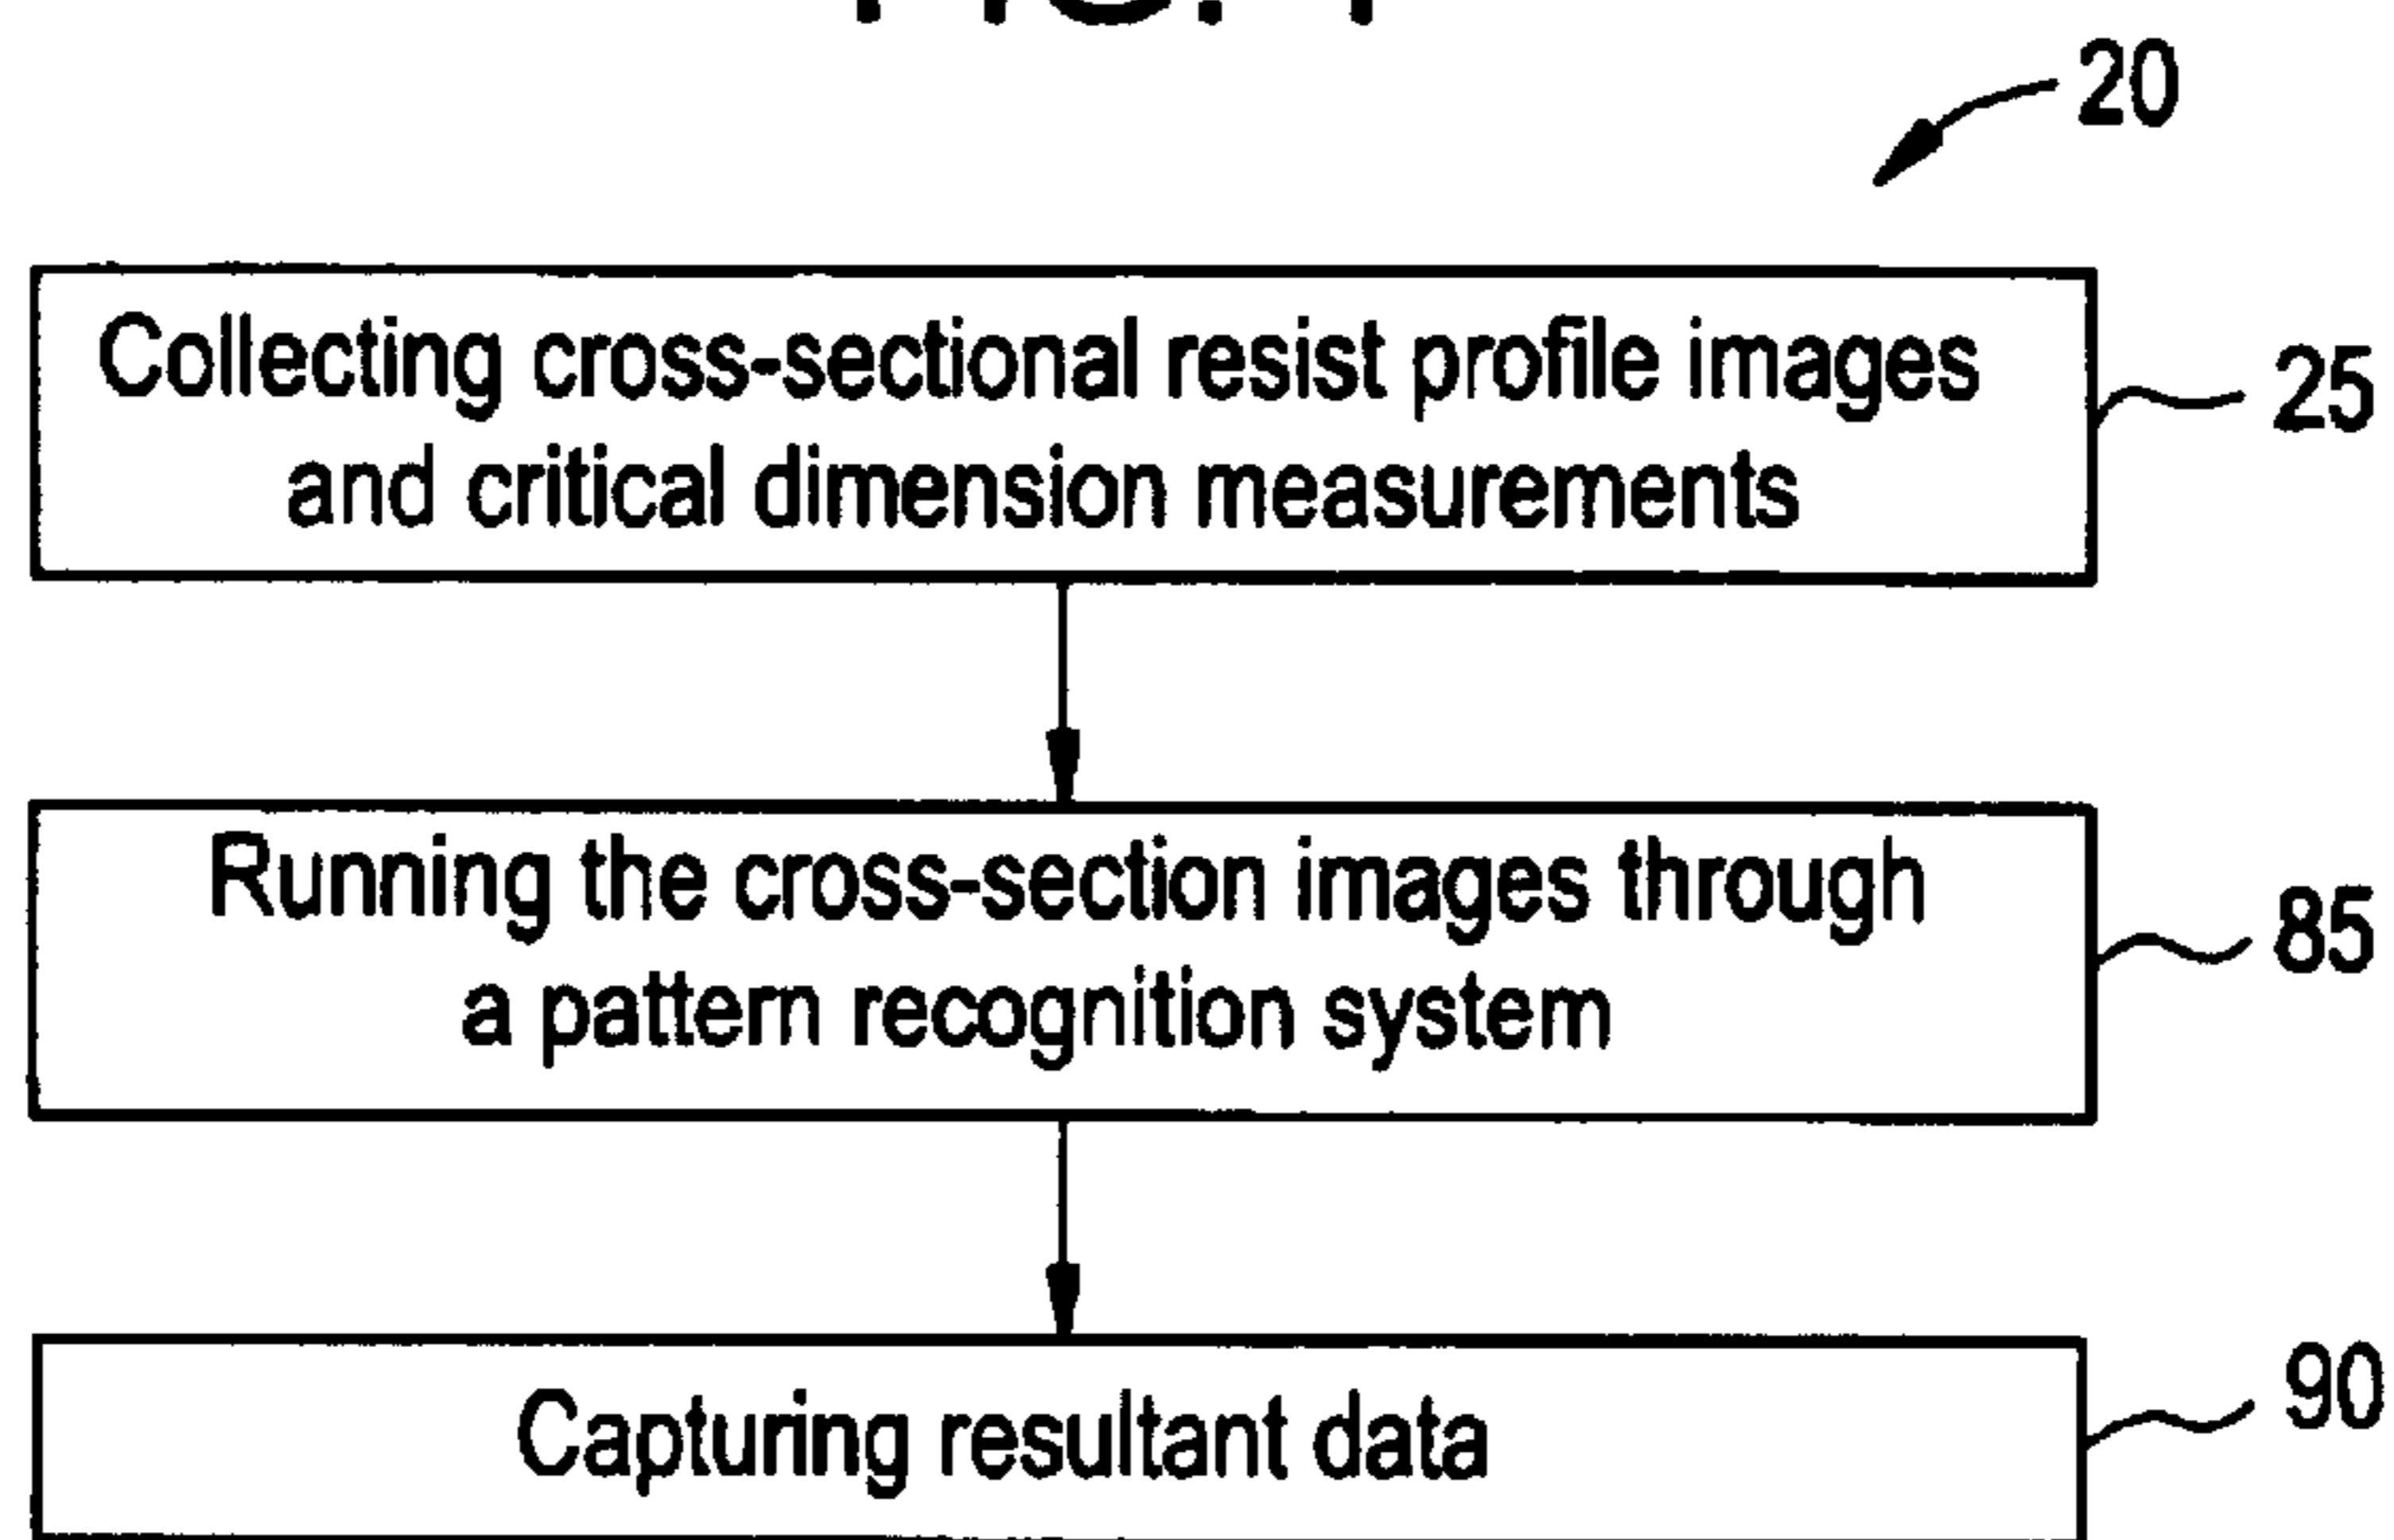 20
Collecting cross-sectional resist profile images
and critical dimension measurements
25
Running the cross-section images through
a pattern recognition system
85
Capturing resultant data
90